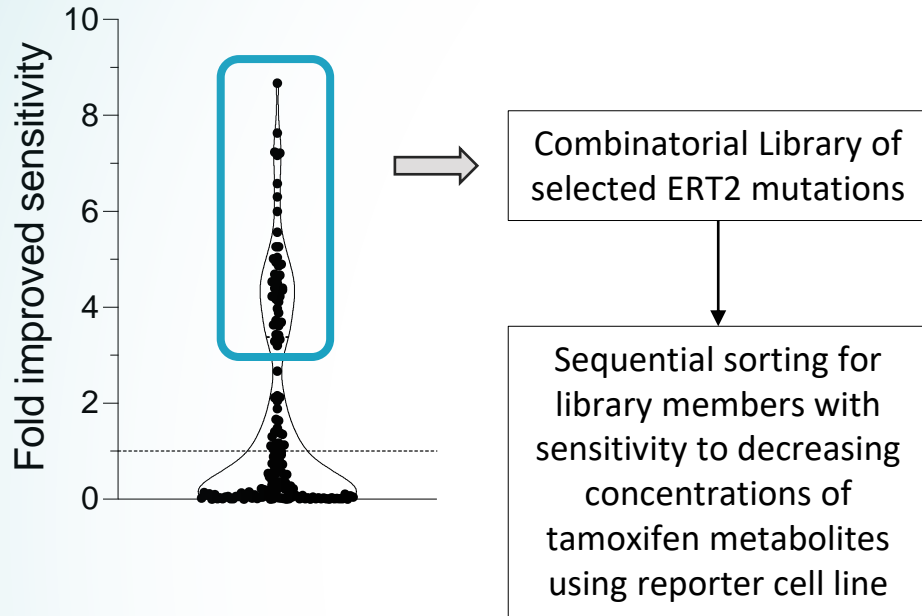 Fold improved sensitivity
10
8
6
4
2
0
Combinatorial Library of
selected ERT2 mutations
Sequential sorting for
library members with
sensitivity to decreasing
concentrations of
tamoxifen metabolites
using reporter cell line